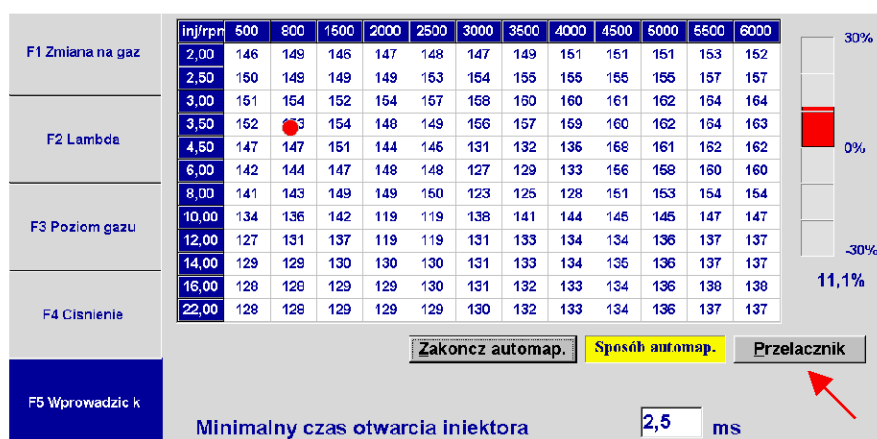 F1 Zmiana na gaz
F2 Lambda
F3 Poziom gazu
F4 Cisnienie
F5 Wprowadzic k
inj/rpn 500 800 1500 2000 2500 3000 3500 4000 4500 5000 5500 6000
2,00 146 149 146 147 148 147 149 151 151 151 153 152
2,50 150 149 149 149 153 154 155 155 155 155 157 157
3,00 151 154 152 154 157 158 160 160 161 162 164 164
3,50 152 154 148 149 156 157 159 160 162 164 163
4,50 147 147 151 144 145 131 132 135 158 161 162 162
6,00 142 144 147 148 148 127 129 133 156 158 160 160
8,00 141 143 149 149 150 123 125 128 151 153 154 154
10,00 134 136 142 119 119 138 141 144 145 145 147 147
12,00 127 131 137 119 119 131 133 134 134 136 137 137
14,00 129 129 130 130 130 131 133 134 135 136 137 137
16,00 128 128 129 129 130 131 132 133 134 136 138 138
22,00 128 128 129 129 129 130 132 133 134 136 137 137
30%
0%
-30%
11,1%
Zakoncz automap. Sposób automap. Przelacznik
Minimalny czas otwarcia iniektora 2,5 ms